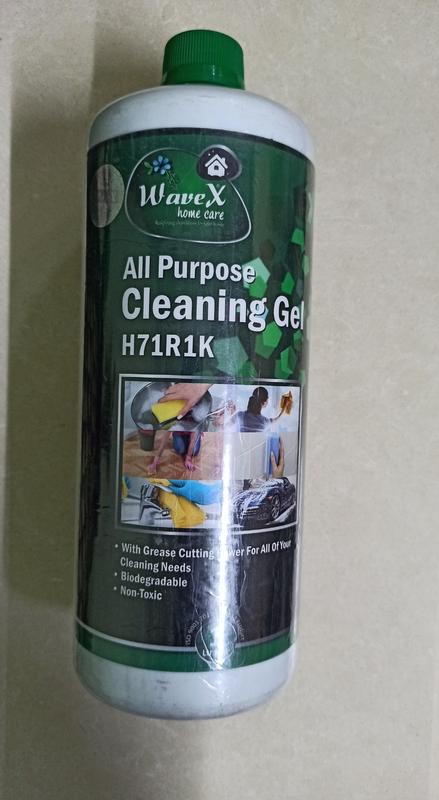 WaveX
home care
All Purpose
Cleaning Gel
H71R1K
• With Grease Cutting Power For All Of Your
Cleaning Needs
• Biodegradable
• Non-Toxic